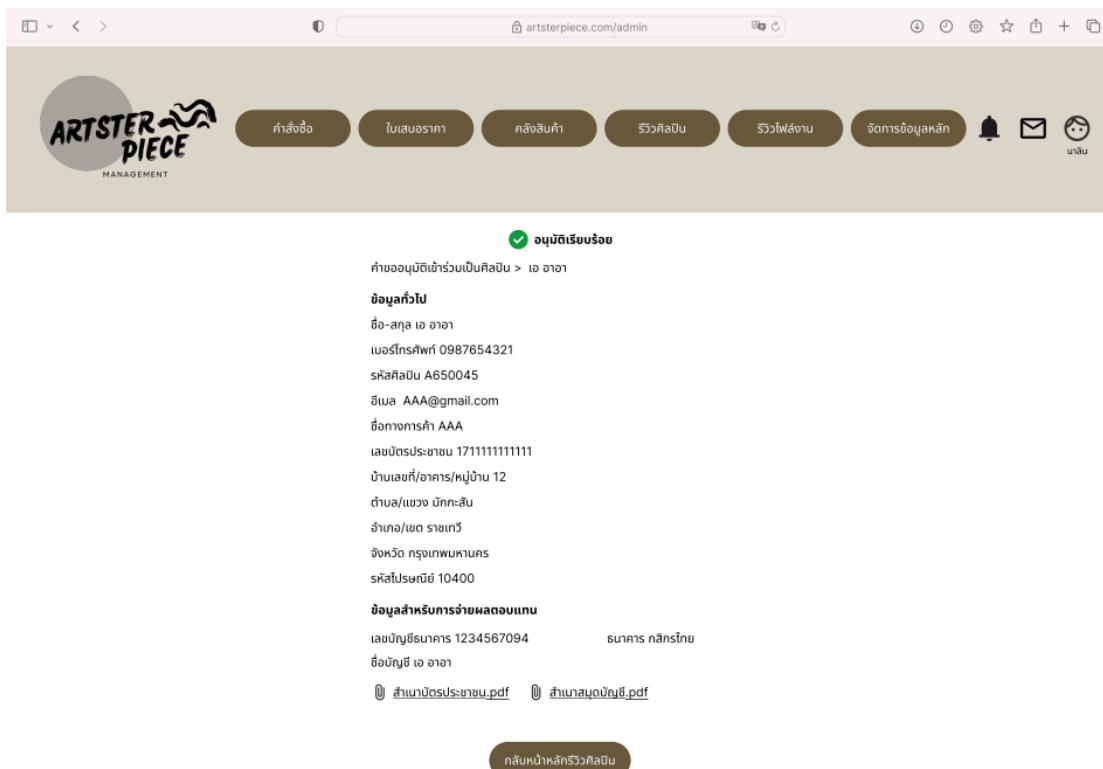 artsterpiece.com/admin
ARTSTER
PIECE
MANAGEMENT
คำสั่งซื้อ
ใบเสนอราคา
คลังสินค้า
รีวิวศิลปิน
รีวิวไฟล์งาน
จัดการข้อมูลหลัก
นาลิน
อนุมัติเรียบร้อย
คำขออนุมัติเข้าร่วมเป็นศิลปิน > เอ อาอา
ข้อมูลทั่วไป
ชื่อ-สกุล เอ อาอา
เบอร์โทรศัพท์ 0987654321
รหัสศิลปิน A650045
อีเมล AAA@gmail.com
ชื่อทางการค้า AAA
เลขบัตรประชาชน 1711111111111
บ้านเลขที่/อาคาร/หมู่บ้าน 12
ตำบล/แขวง มักกะสัน
อำเภอ/เขต ราชเทวี
จังหวัด กรุงเทพมหานคร
รหัสไปรษณีย์ 10400
ข้อมูลสำหรับการจ่ายผลตอบแทน
เลขบัญชีธนาคาร 1234567094 ธนาคาร กสิกรไทย
ชื่อบัญชี เอ อาอา
สำเนาบัตรประชาชน.pdf สำเนาสมุดบัญชี.pdf
กลับหน้าหลักรีวิวศิลปิน